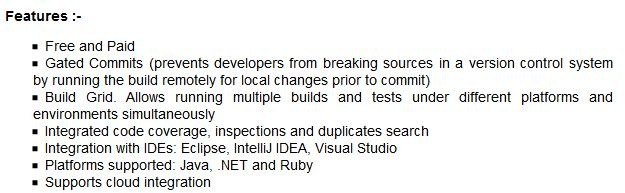 Features :-
▪ Free and Paid
▪ Gated Commits (prevents developers from breaking sources in a version control system
by running the build remotely for local changes prior to commit)
▪ Build Grid. Allows running multiple builds and tests under different platforms and
environments simultaneously
▪ Integrated code coverage, inspections and duplicates search
▪ Integration with IDEs: Eclipse, IntelliJ IDEA, Visual Studio
▪ Platforms supported: Java, .NET and Ruby
▪ Supports cloud integration